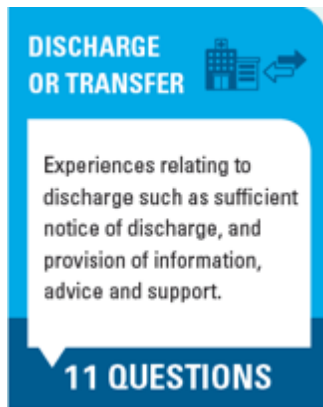 DISCHARGE
OR TRANSFER
Experiences relating to
discharge such as sufficient
notice of discharge, and
provision of information,
advice and support.
11 QUESTIONS